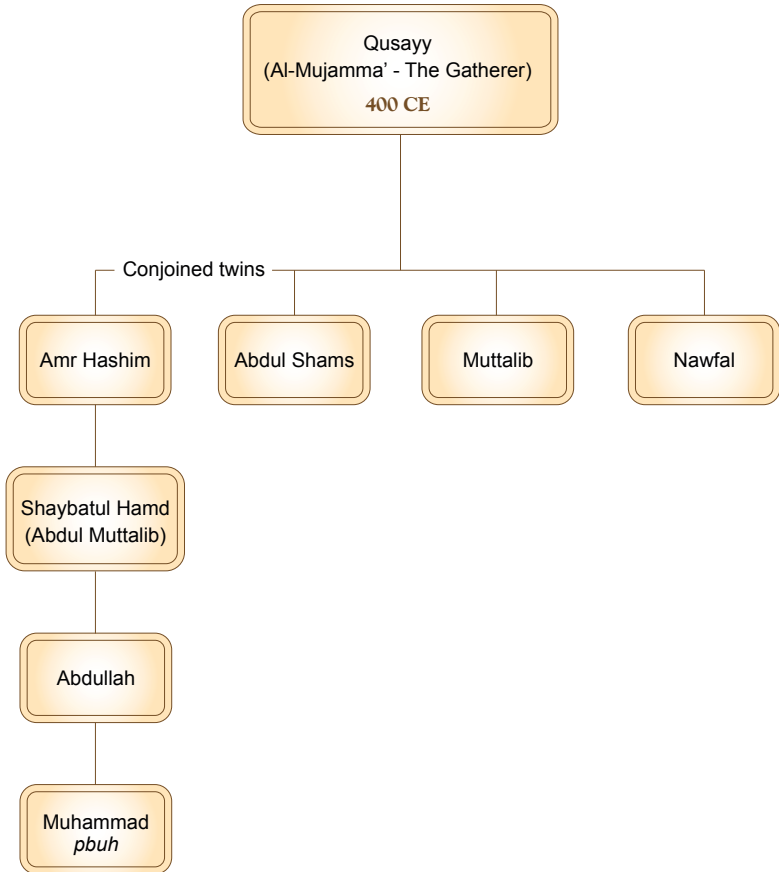 Qusayy
(Al-Mujamma’ - The Gatherer)
400 CE
Conjoined twins
Amr Hashim
Abdul Shams
Muttalib
Nawfal
Shaybatul Hamd
(Abdul Muttalib)
Abdullah
Muhammad
pbuh